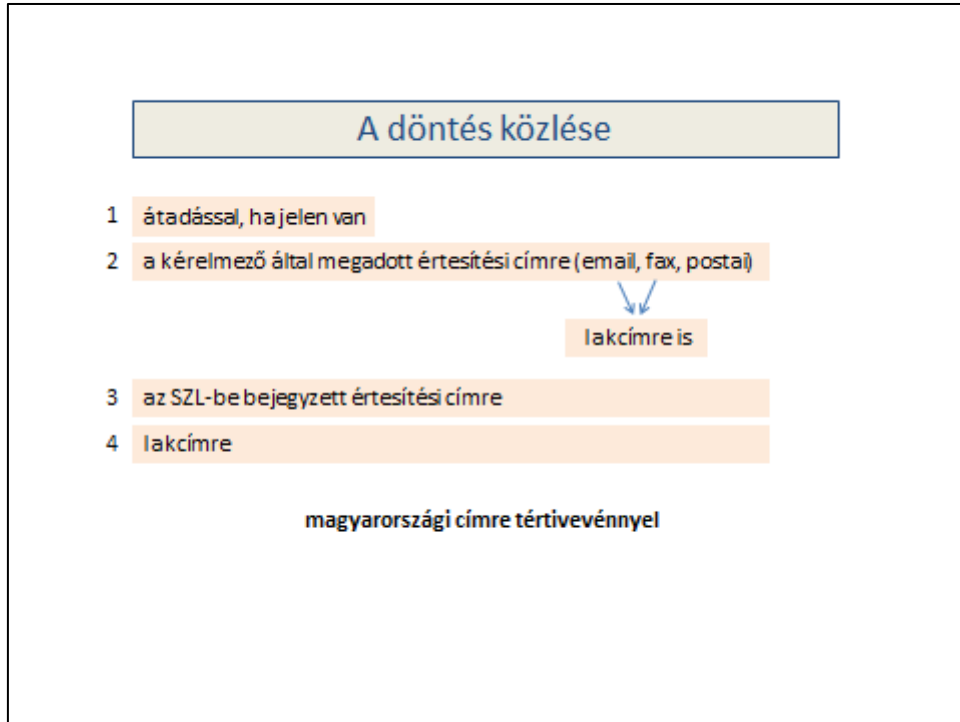 A döntés közlése
1 átadással, ha jelen van
2 a kérelmező által megadott értesítési címre (email, fax, postai)
lakcímre is
3 az SZL-be bejegyzett értesítési címre
4 lakcímre
magyarországi címre tértivevénnyel